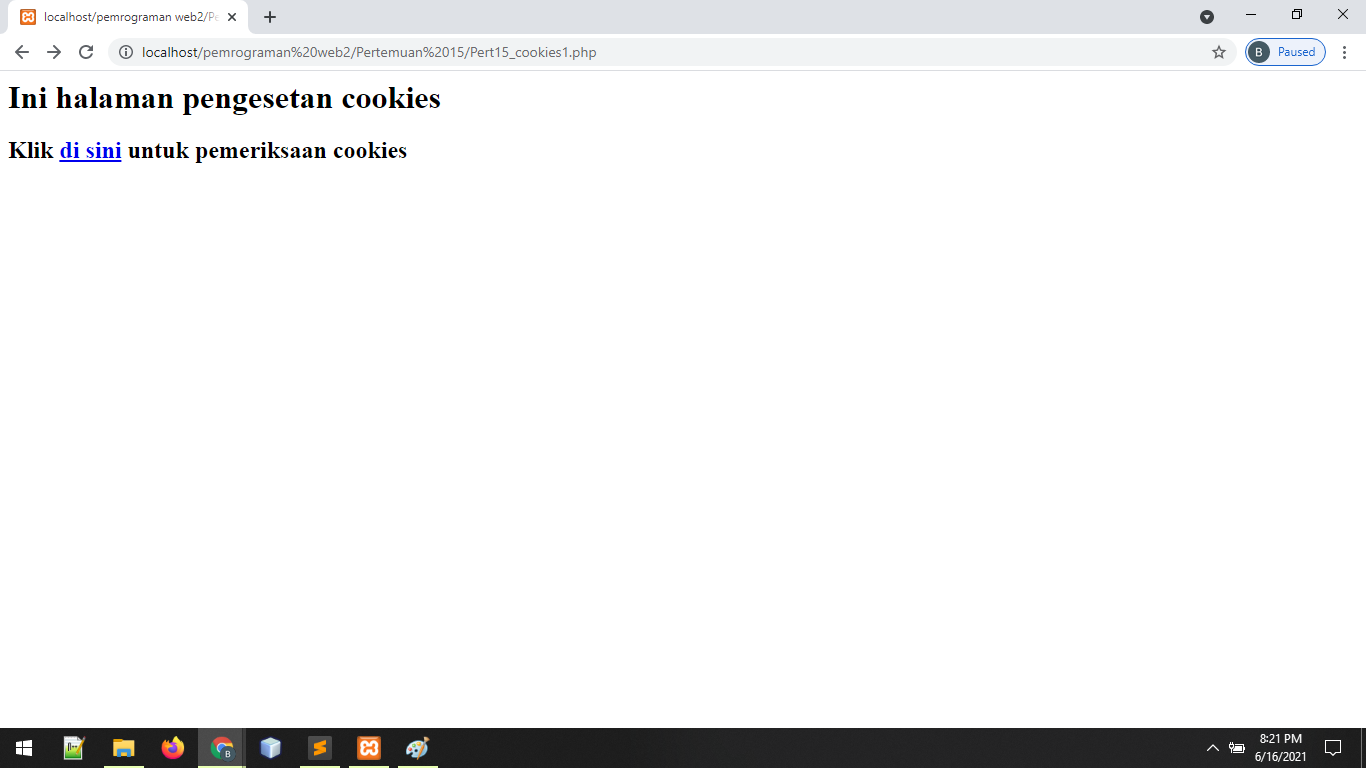 localhost/pemrograman web2/Pe
localhost/pemrograman%20web2/Pertemuan%2015/Pert15_cookies1.php
B
Paused
Ini halaman pengesetan cookies
Klik di sini untuk pemeriksaan cookies
B
8:21 PM
6/16/2021